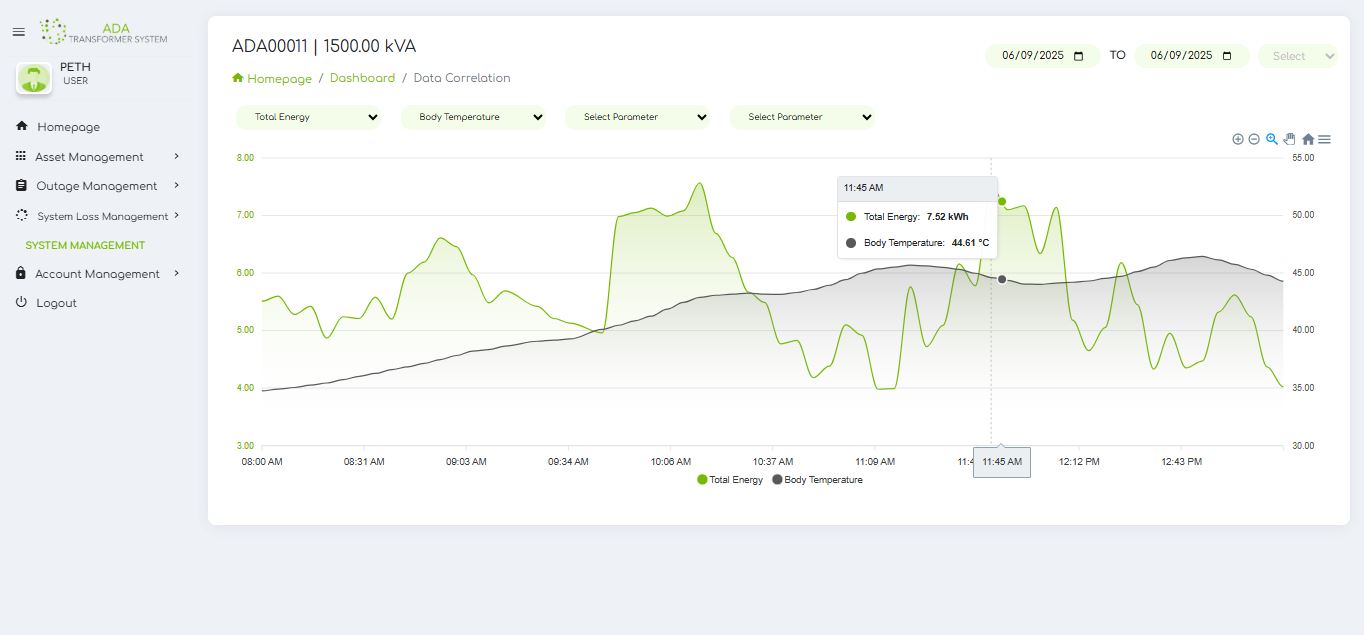 ADA
TRANSFORMER SYSTEM
PETH
USER
Homepage
Asset Management
Outage Management
System Loss Management
SYSTEM MANAGEMENT
Account Management
Logout
ADA00011 | 1500.00 kVA
Homepage / Dashboard / Data Correlation
06/09/2025 TO 06/09/2025 Select
Total Energy Body Temperature Select Parameter Select Parameter
8.00 55.00
7.00 50.00
6.00 45.00
5.00 40.00
4.00 35.00
3.00 30.00
11:45 AM
Total Energy: 7.52 kWh
Body Temperature: 44.61 °C
08:00 AM 08:31 AM 09:03 AM 09:34 AM 10:06 AM 10:37 AM 11:09 AM 11:4 11:45 AM 12:12 PM 12:43 PM
Total Energy Body Temperature